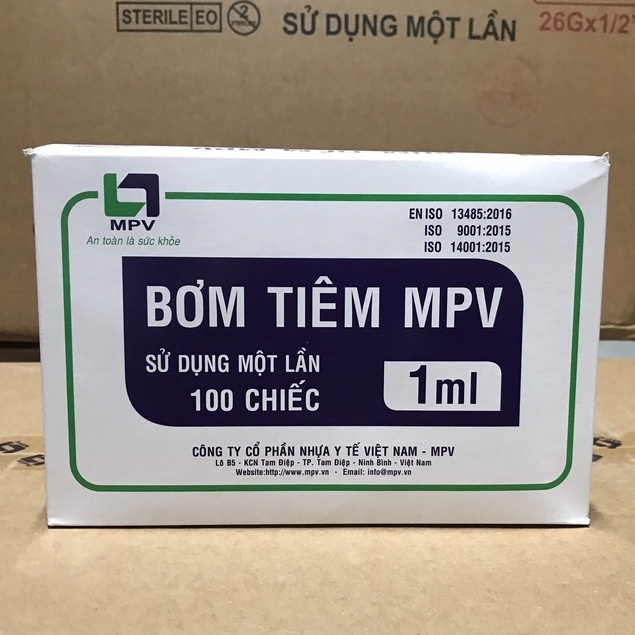 STERILE EO 2 SỬ DỤNG MỘT LẦN 26Gx1/2"
MPV
An toàn là sức khỏe
EN ISO 13485:2016
ISO 9001:2015
ISO 14001:2015
BƠM TIÊM MPV
SỬ DỤNG MỘT LẦN
100 CHIẾC
1ml
CÔNG TY CỔ PHẦN NHỰA Y TẾ VIỆT NAM - MPV
Lô B5 - KCN Tam Điệp - TP. Tam Điệp - Ninh Bình - Việt Nam
Website:http://www.mpv.vn - Email: info@mpv.vn